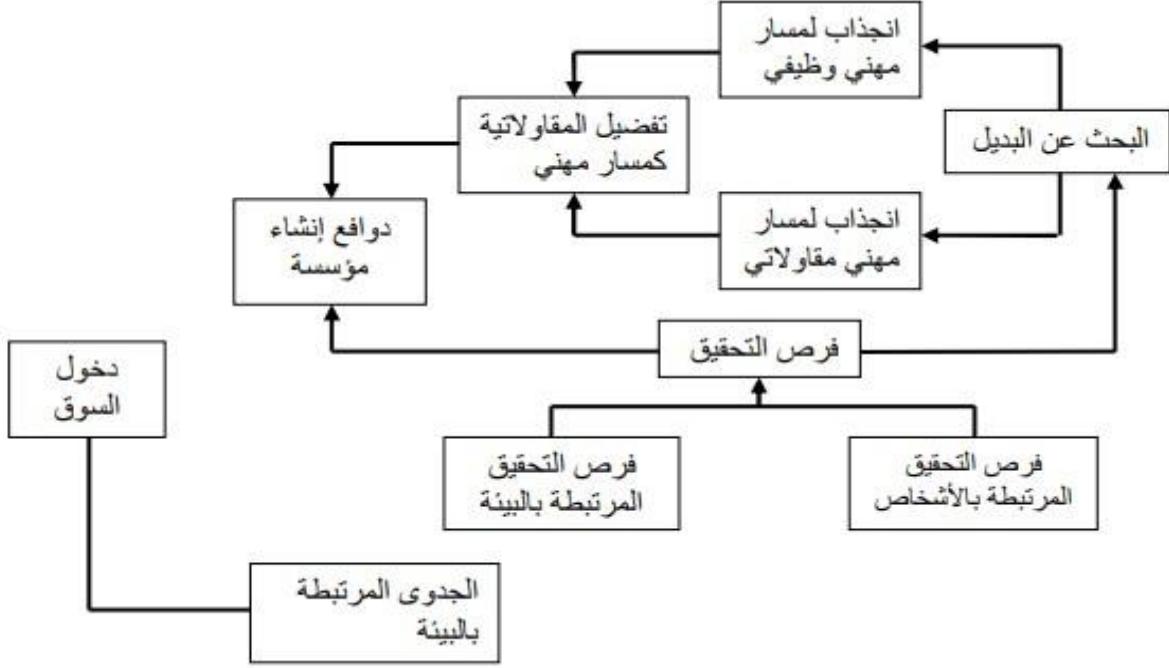 انجذاب لمسار
مهني وظيفي
تفضيل المقاولاتية
كمسار مهني
البحث عن البديل
انجذاب لمسار
مهني مقاولاتي
دوافع إنشاء
مؤسسة
فرص التحقيق
دخول
السوق
فرص التحقيق
المرتبطة بالأشخاص
فرص التحقيق
المرتبطة بالبيئة
الجدوى المرتبطة
بالبيئة